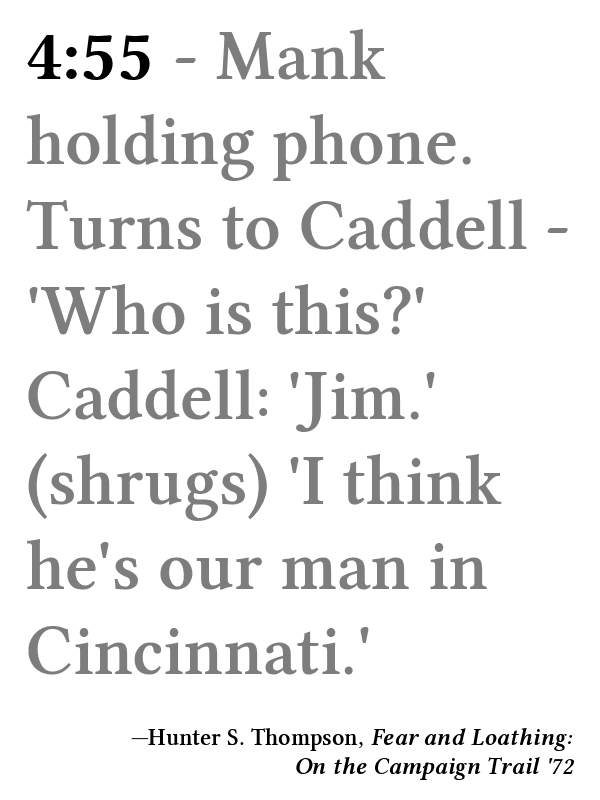 4:55 - Mank
holding phone.
Turns to Caddell -
'Who is this?'
Caddell: 'Jim.'
(shrugs) 'I think
he's our man in
Cincinnati.'
—Hunter S. Thompson, Fear and Loathing:
On the Campaign Trail '72